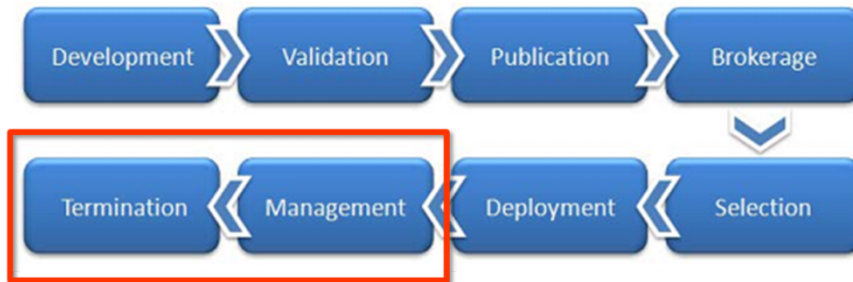 Development Validation Publication Brokerage
Termination Management Deployment Selection